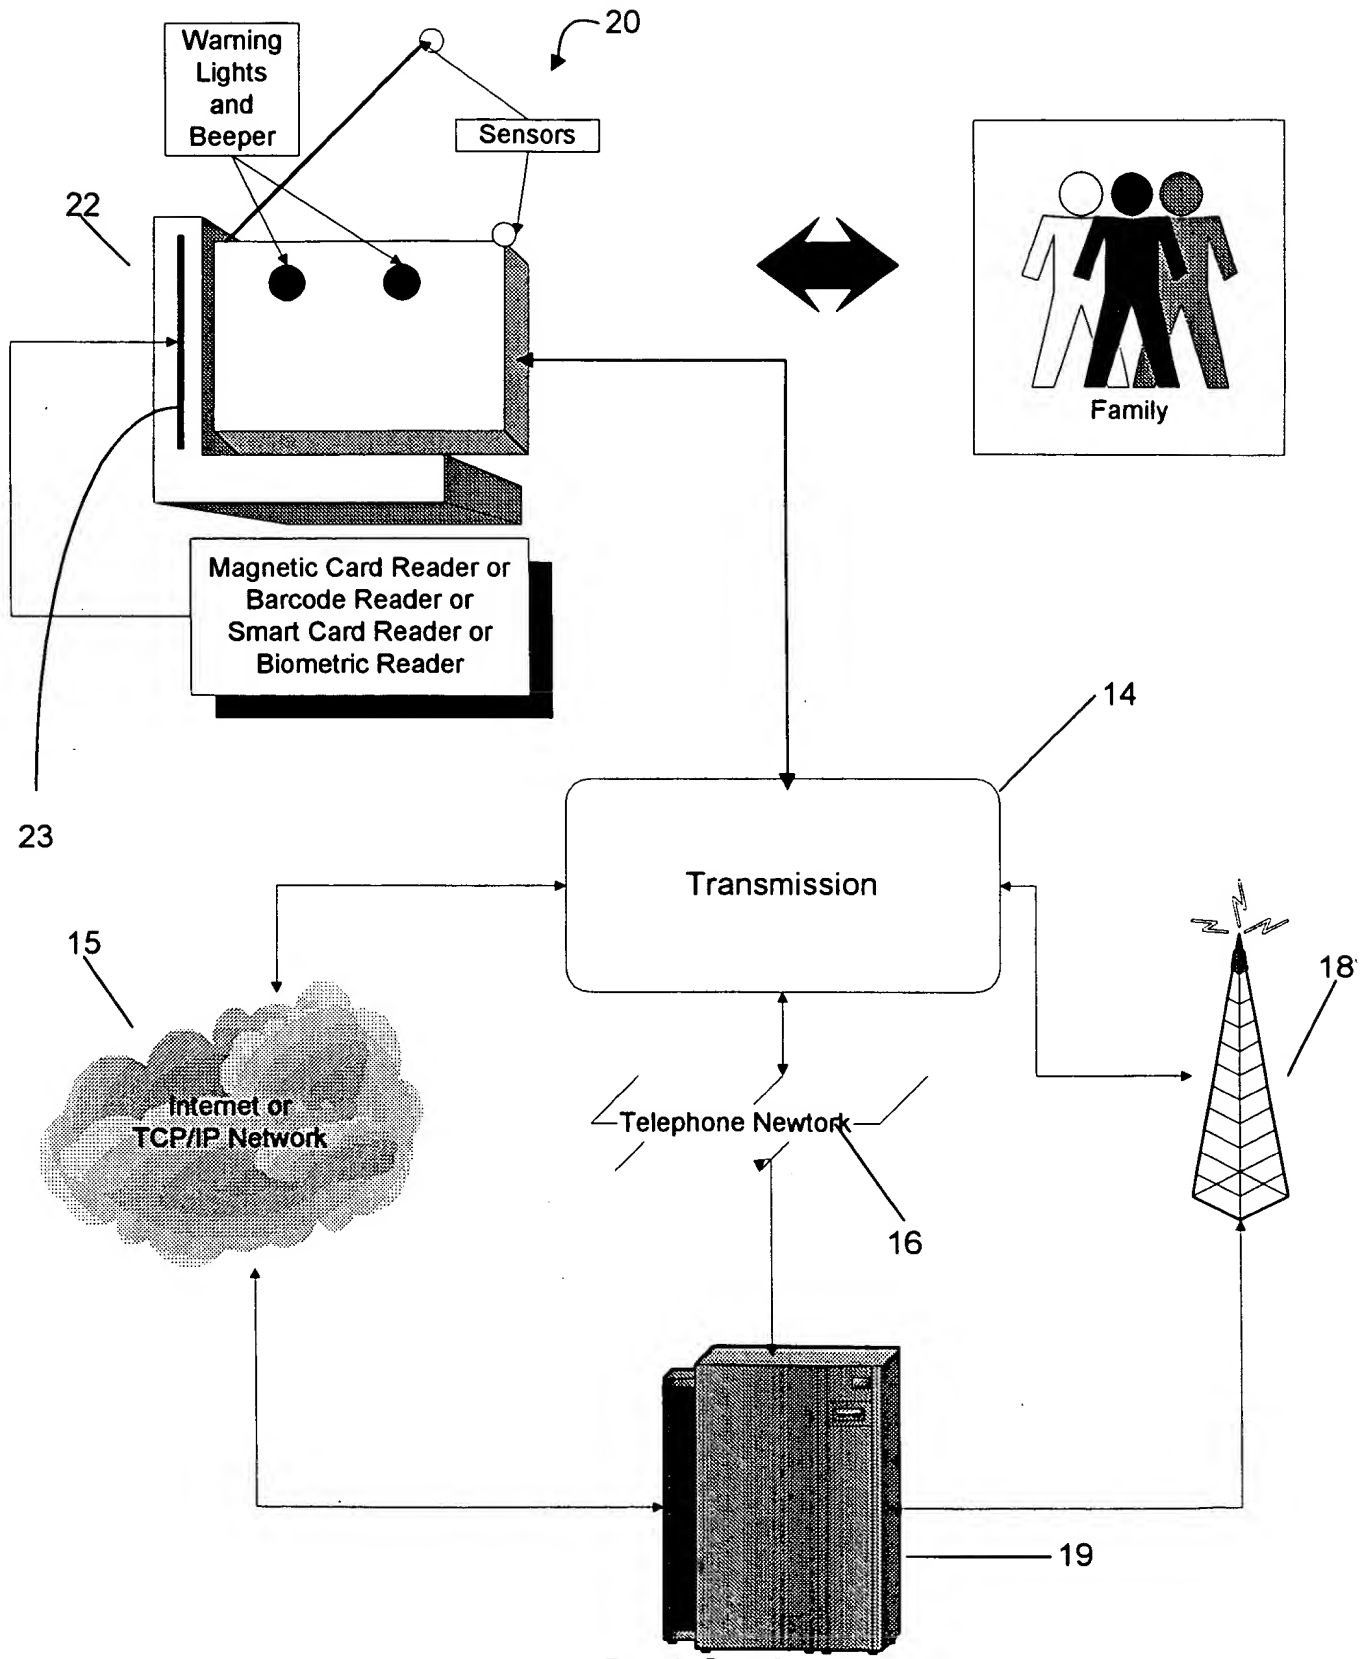 20
Warning
Lights
and
Beeper
Sensors
22
Family
Magnetic Card Reader or
Barcode Reader or
Smart Card Reader or
Biometric Reader
14
23
Transmission
15
18
Internet or
TCP/IP Network
Telephone Newtork
16
19